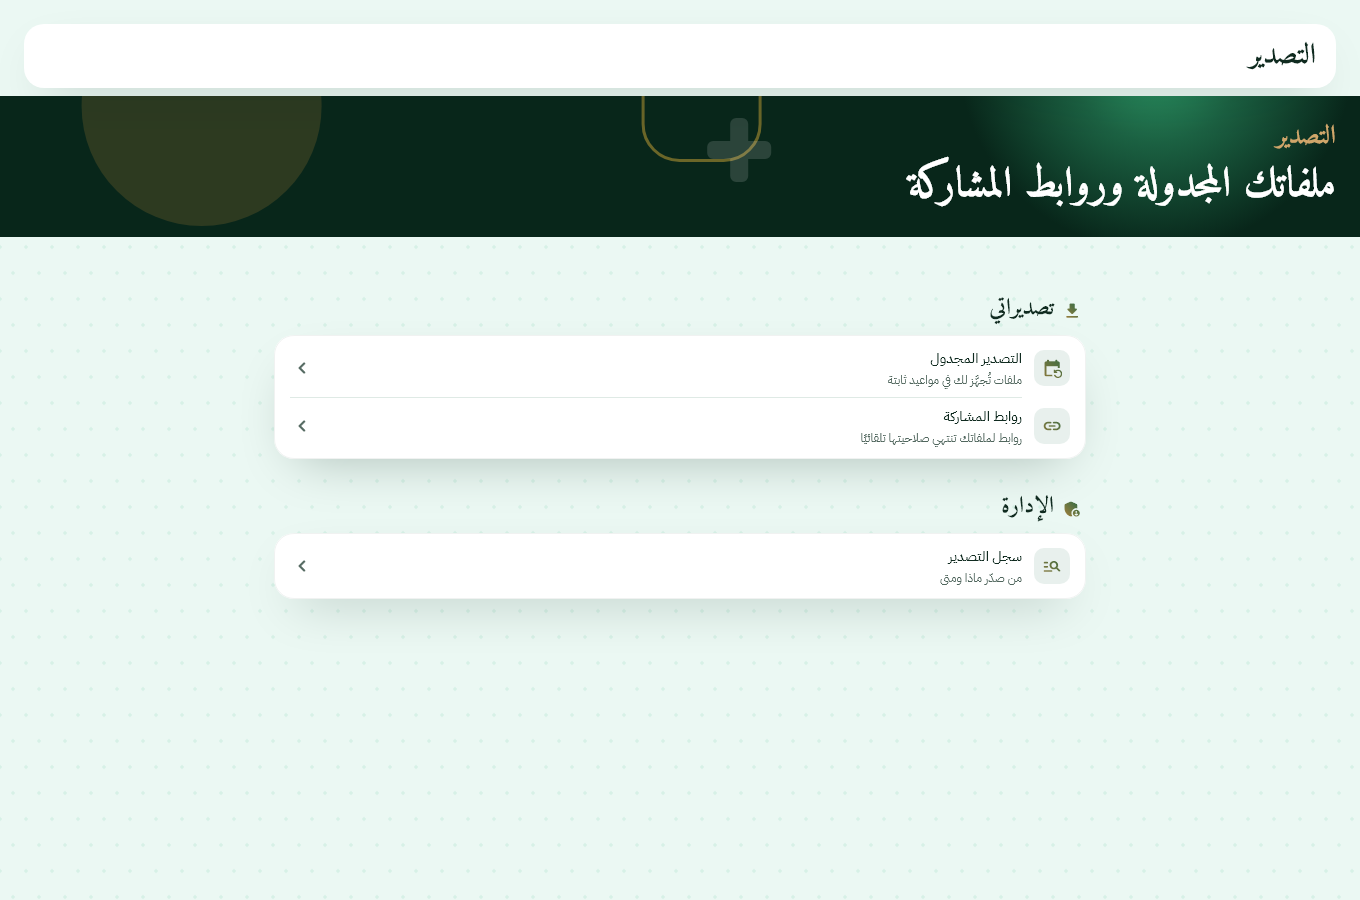 التصدير
التصدير
ملفاتك المجدولة وروابط المشاركة
تصديراتي
التصدير المجدول
ملفات تُجهَّز لك في مواعيد ثابتة
روابط المشاركة
روابط لملفاتك تنتهي صلاحيتها تلقائيًا
الإدارة
سجل التصدير
من صدّر ماذا ومتى